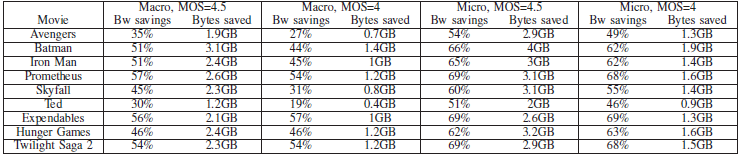 Movie Macro, MOS=4.5 Macro, MOS=4 Micro, MOS=4.5 Micro, MOS=4
Bw savings Bytes saved Bw savings Bytes saved Bw savings Bytes saved Bw savings Bytes saved
Avengers 35% 1.9GB 27% 0.7GB 54% 2.9GB 49% 1.3GB
Batman 51% 3.1GB 44% 1.4GB 66% 4GB 62% 1.9GB
Iron Man 51% 2.4GB 45% 1GB 65% 3GB 62% 1.4GB
Prometheus 57% 2.6GB 54% 1.2GB 69% 3.1GB 68% 1.6GB
Skyfall 45% 2.3GB 31% 0.8GB 60% 3.1GB 55% 1.4GB
Ted 30% 1.2GB 19% 0.4GB 51% 2GB 46% 0.9GB
Expendables 56% 2.1GB 57% 1GB 69% 2.6GB 69% 1.3GB
Hunger Games 46% 2.4GB 46% 1.2GB 62% 3.2GB 63% 1.6GB
Twilight Saga 2 54% 2.3GB 54% 1.2GB 69% 2.9GB 68% 1.5GB